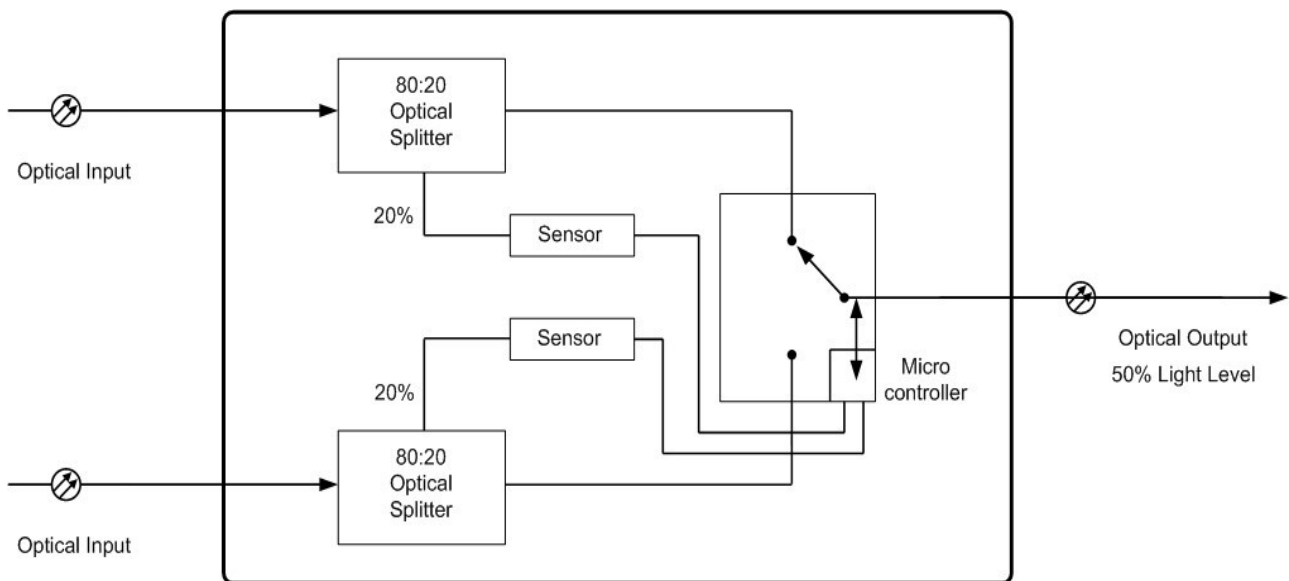 80:20
Optical
Splitter
Optical Input
20%
Sensor
Sensor
Optical Output
50% Light Level
Micro
controller
20%
80:20
Optical
Splitter
Optical Input